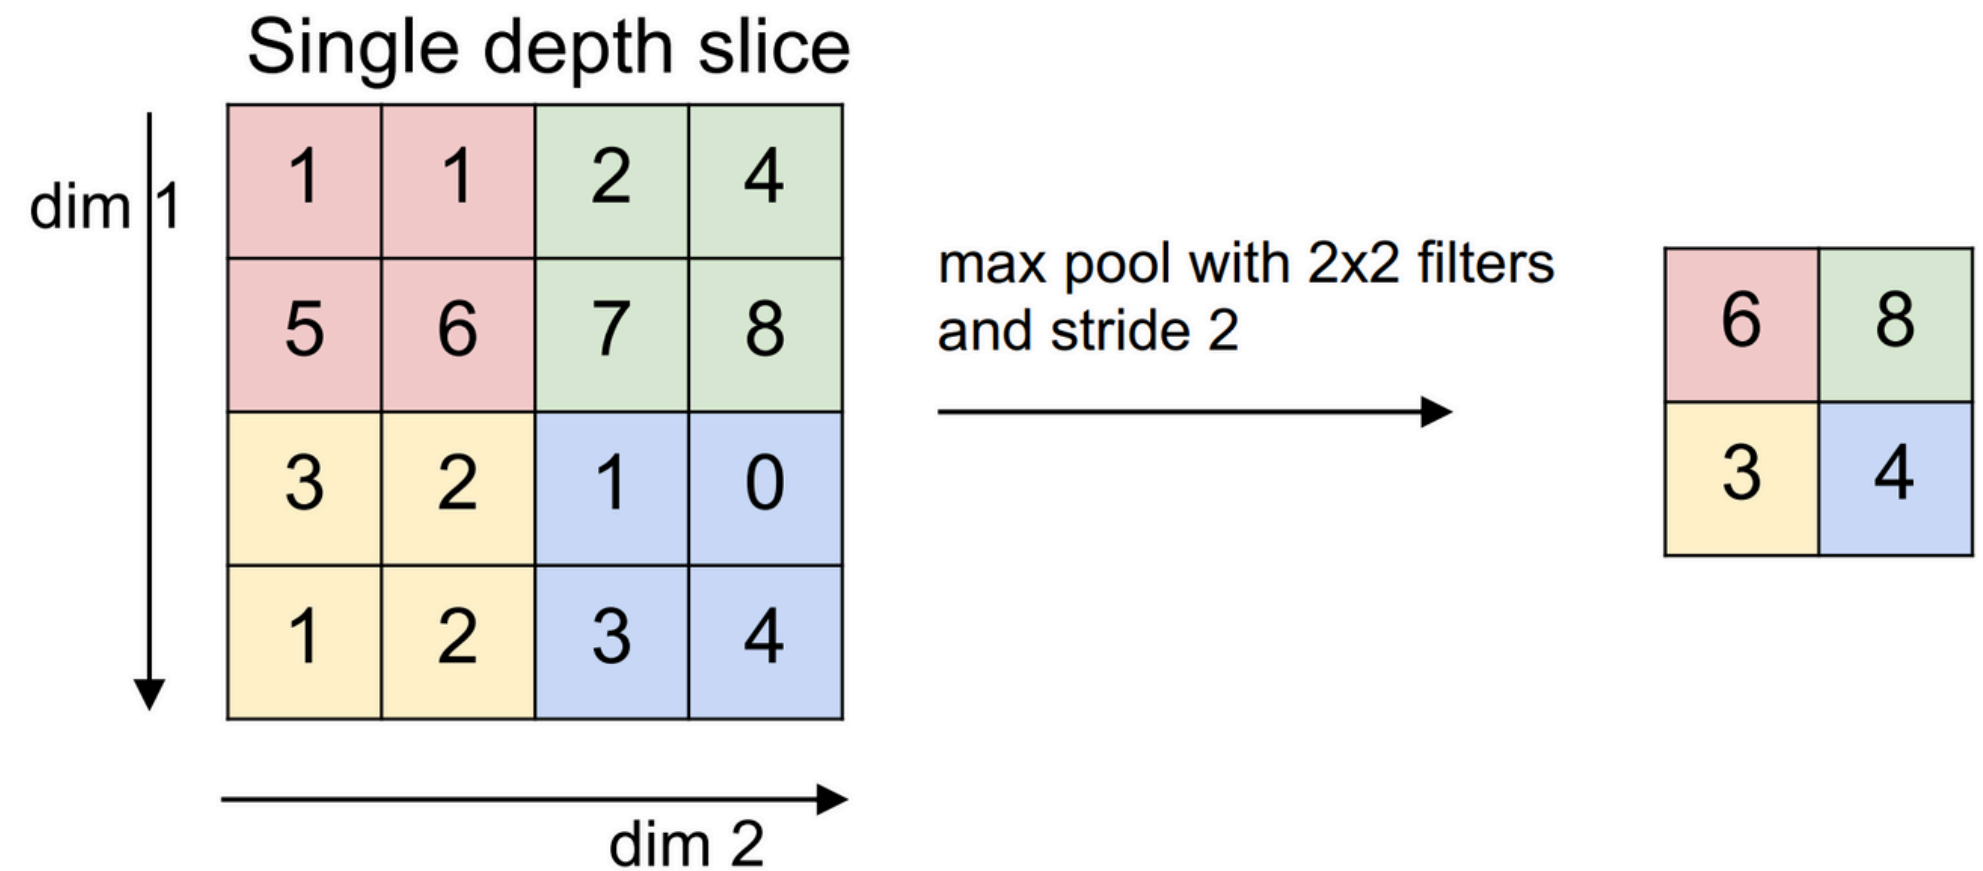 Single depth slice
dim 1
1 1 2 4
5 6 7 8
3 2 1 0
1 2 3 4
dim 2
max pool with 2x2 filters
and stride 2
6 8
3 4